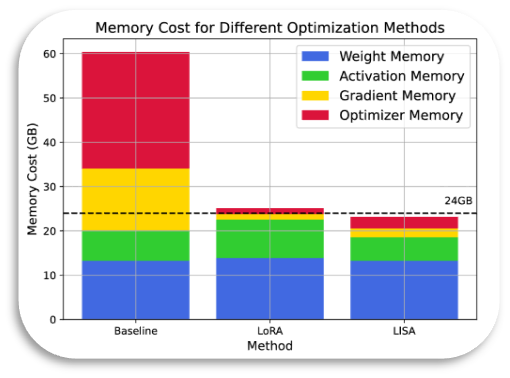 Memory Cost for Different Optimization Methods
60
50
40
30
20
10
0
Memory Cost (GB)
Weight Memory
Activation Memory
Gradient Memory
Optimizer Memory
24GB
Baseline
LoRA
LISA
Method